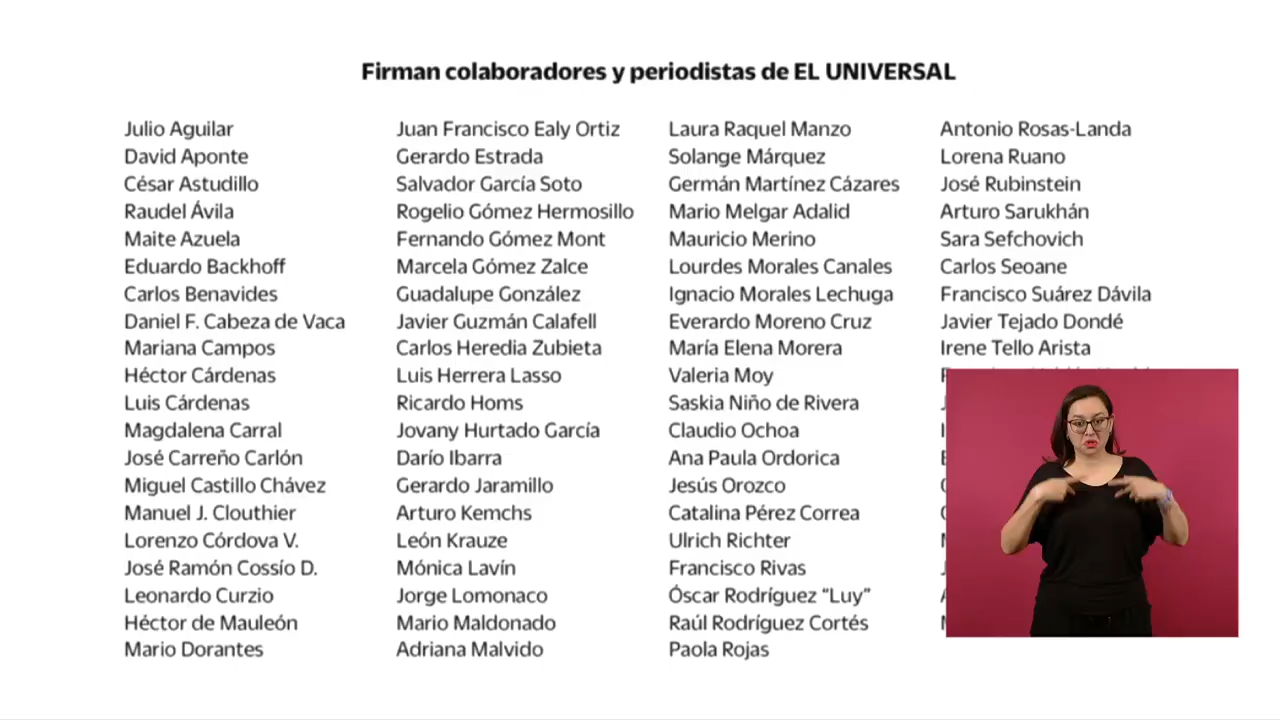 Firman colaboradores y periodistas de EL UNIVERSAL
Julio Aguilar
David Aponte
César Astudillo
Raudel Ávila
Maite Azuela
Eduardo Backhoff
Carlos Benavides
Daniel F. Cabeza de Vaca
Mariana Campos
Héctor Cárdenas
Luis Cárdenas
Magdalena Carral
José Carreño Carlón
Miguel Castillo Chávez
Manuel J. Clouthier
Lorenzo Córdova V.
José Ramón Cossío D.
Leonardo Curzio
Héctor de Mauleón
Mario Dorantes
Juan Francisco Ealy Ortiz
Gerardo Estrada
Salvador García Soto
Rogelio Gómez Hermosillo
Fernando Gómez Mont
Marcela Gómez Zalce
Guadalupe González
Javier Guzmán Calafell
Carlos Heredia Zubieta
Luis Herrera Lasso
Ricardo Homs
Jovany Hurtado García
Darío Ibarra
Gerardo Jaramillo
Arturo Kemchs
León Krauze
Mónica Lavín
Jorge Lomonaco
Mario Maldonado
Adriana Malvido
Laura Raquel Manzo
Solange Márquez
Germán Martínez Cázares
Mario Melgar Adalid
Mauricio Merino
Lourdes Morales Canales
Ignacio Morales Lechuga
Everardo Moreno Cruz
María Elena Morera
Valeria Moy
Saskia Niño de Rivera
Claudio Ochoa
Ana Paula Ordorica
Jesús Orozco
Catalina Pérez Correa
Ulrich Richter
Francisco Rivas
Óscar Rodríguez “Luy”
Raúl Rodríguez Cortés
Paola Rojas
Antonio Rosas-Landa
Lorena Ruano
José Rubinstein
Arturo Sarukhán
Sara Sefchovich
Carlos Seoane
Francisco Suárez Dávila
Javier Tejado Dondé
Irene Tello Arista